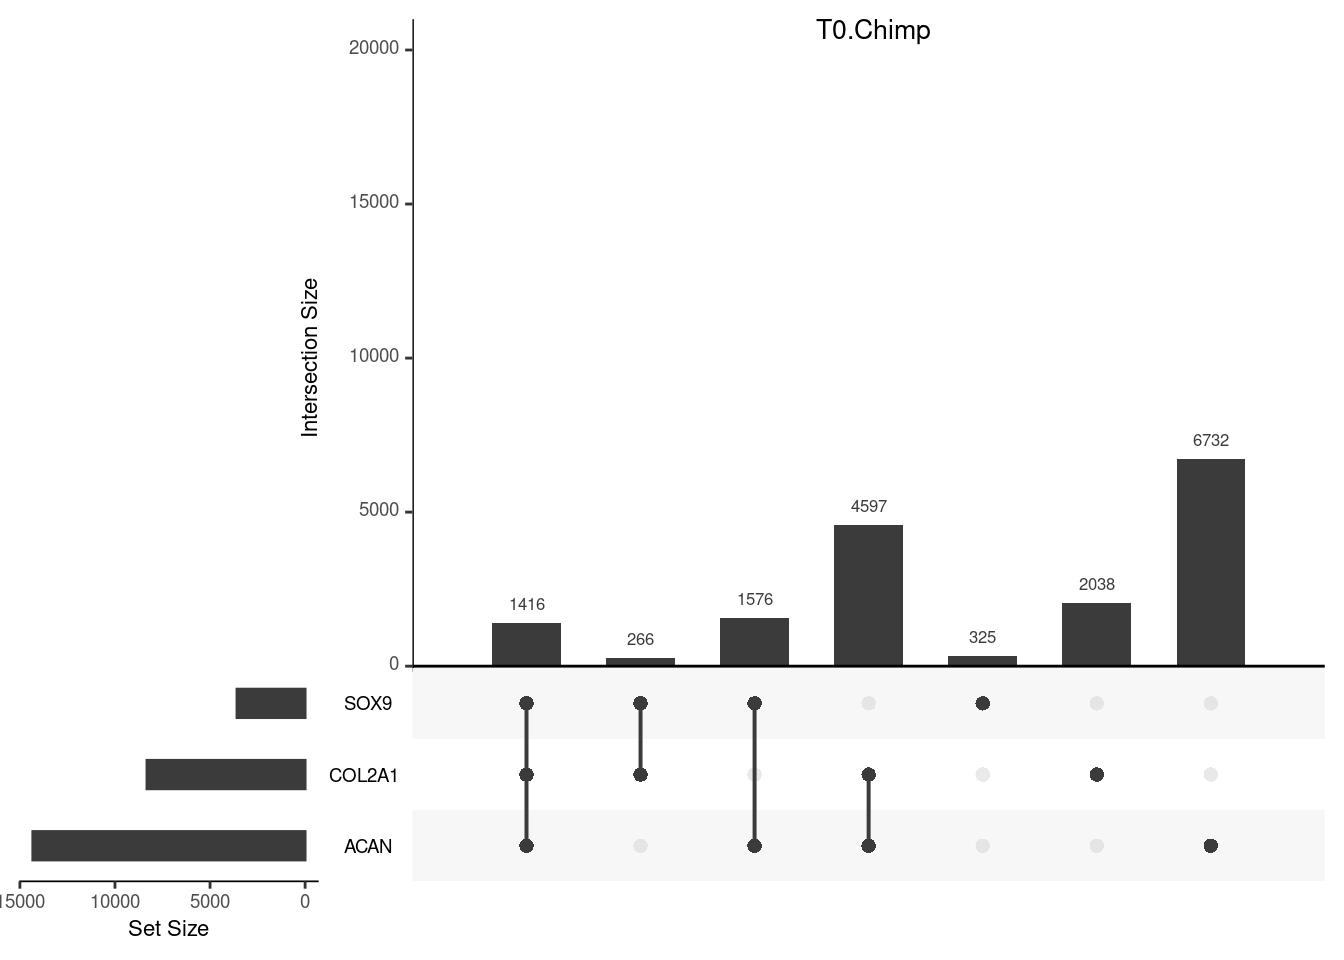 T0.Chimp
20000
15000
10000
5000
0
Intersection Size
6732
4597
2038
1576
1416
325
266
SOX9
COL2A1
ACAN
15000 10000 5000 0
Set Size